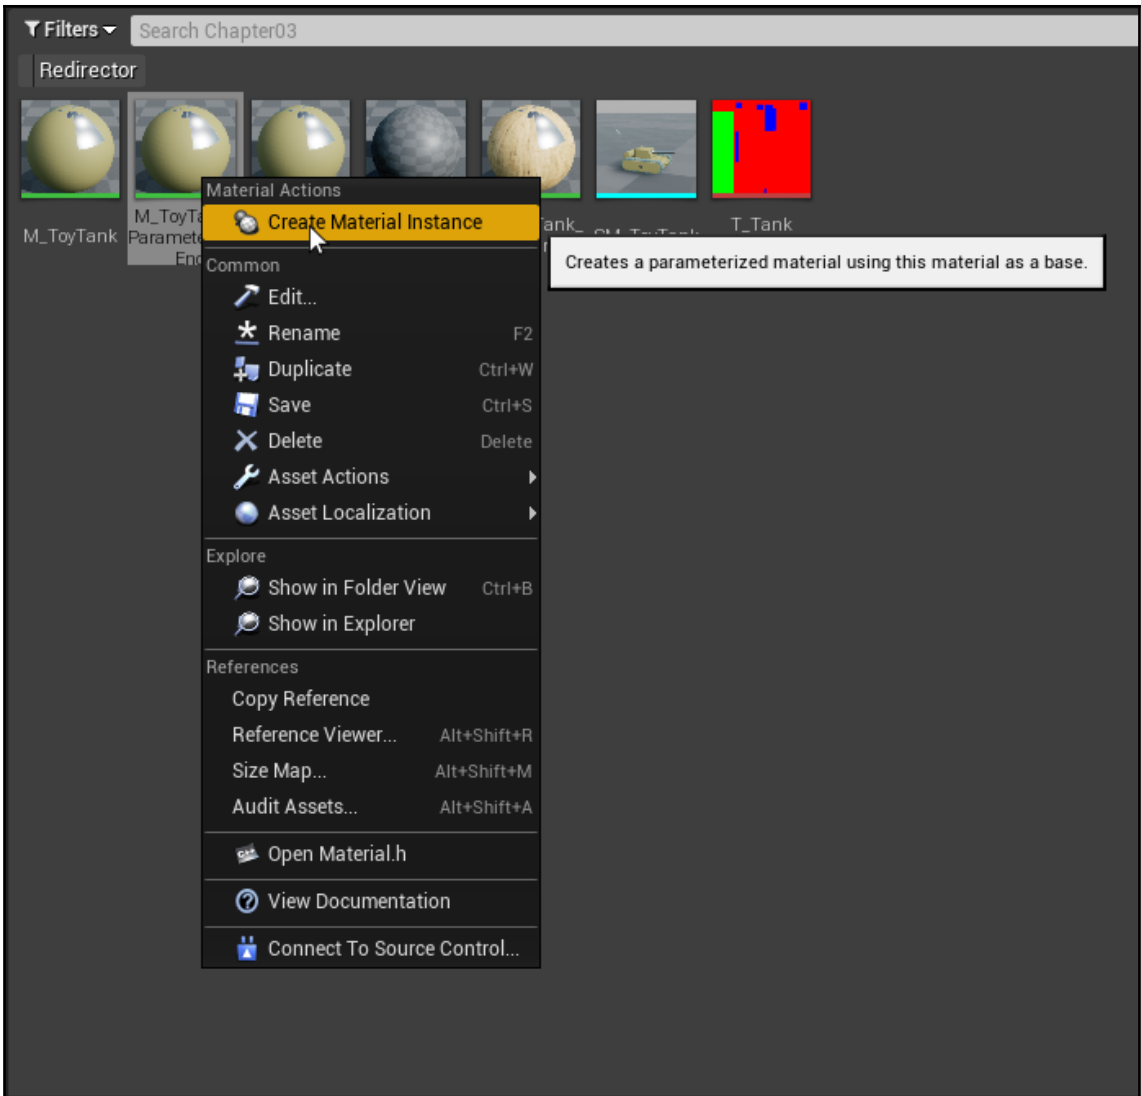 Filters
Search Chapter03
Redirector
M_ToyTank
Parameter
End
T_Tank
Material Actions
Create Material Instance
Creates a parameterized material using this material as a base.
Common
Edit...
Rename F2
Duplicate Ctrl+W
Save Ctrl+S
Delete Delete
Asset Actions
Asset Localization
Explore
Show in Folder View Ctrl+B
Show in Explorer
References
Copy Reference
Reference Viewer... Alt+Shift+R
Size Map... Alt+Shift+M
Audit Assets... Alt+Shift+A
Open Material.h
View Documentation
Connect To Source Control...